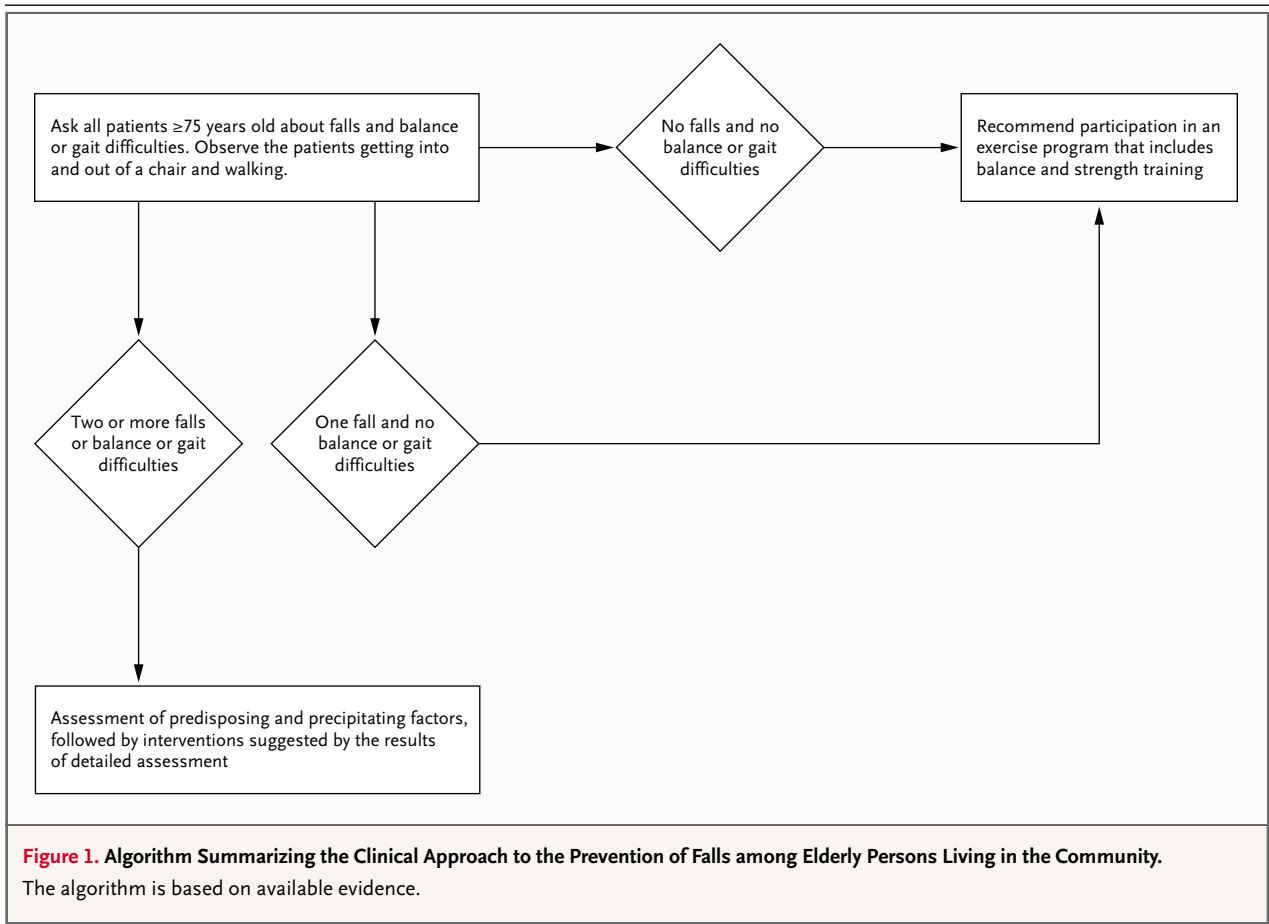 Ask all patients ≥75 years old about falls and balance
or gait difficulties. Observe the patients getting into
and out of a chair and walking.
No falls and no
balance or gait
difficulties
Recommend participation in an
exercise program that includes
balance and strength training
Two or more falls
or balance or gait
difficulties
One fall and no
balance or gait
difficulties
Assessment of predisposing and precipitating factors,
followed by interventions suggested by the results
of detailed assessment
Figure 1. Algorithm Summarizing the Clinical Approach to the Prevention of Falls among Elderly Persons Living in the Community.
The algorithm is based on available evidence.